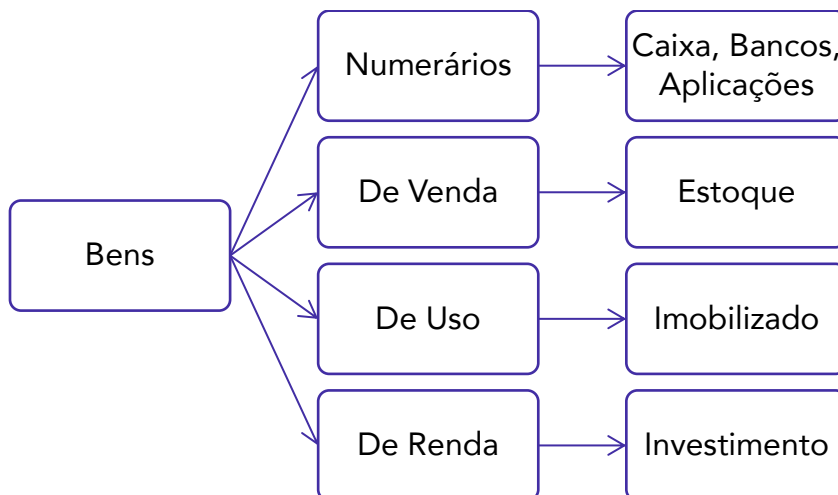 Numerários
Caixa, Bancos,
Aplicações
De Venda
Estoque
Bens
De Uso
Imobilizado
De Renda
Investimento